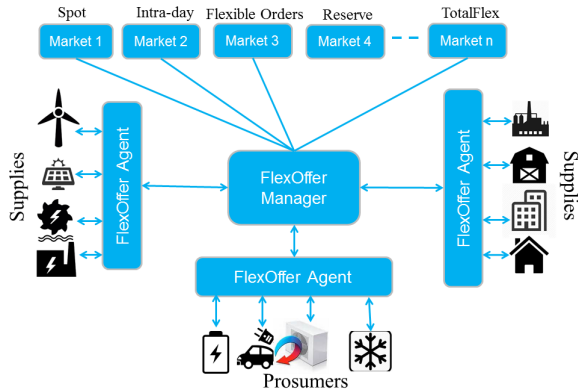 Spot
Intra-day
Flexible Orders
Reserve
TotalFlex
Market 1
Market 2
Market 3
Market 4
Market n
Supplies
FlexOffer Agent
FlexOffer
Manager
FlexOffer Agent
Supplies
FlexOffer Agent
Prosumers